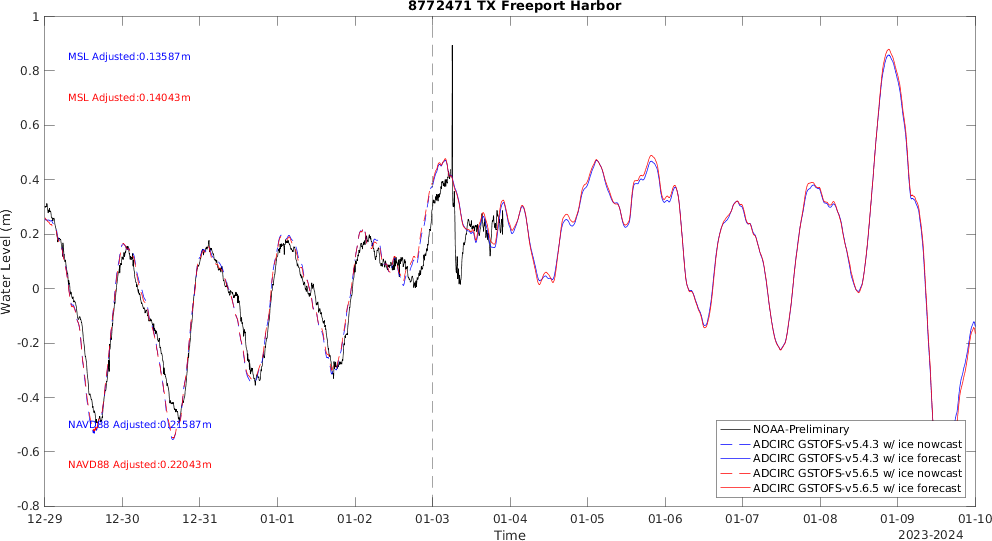 8772471 TX Freeport Harbor
MSL Adjusted:0.13587m
MSL Adjusted:0.14043m
NAVD88 Adjusted:0.21587m
NAVD88 Adjusted:0.22043m
Water Level (m)
1
0.8
0.6
0.4
0.2
0
-0.2
-0.4
-0.6
-0.8
NOAA-Preliminary
ADCIRC GSTOFS-v5.4.3 w/ ice nowcast
ADCIRC GSTOFS-v5.4.3 w/ ice forecast
ADCIRC GSTOFS-v5.6.5 w/ ice nowcast
ADCIRC GSTOFS-v5.6.5 w/ ice forecast
12-29 12-30 12-31 01-01 01-02 01-03 01-04 01-05 01-06 01-07 01-08 01-09 01-10
Time
2023-2024